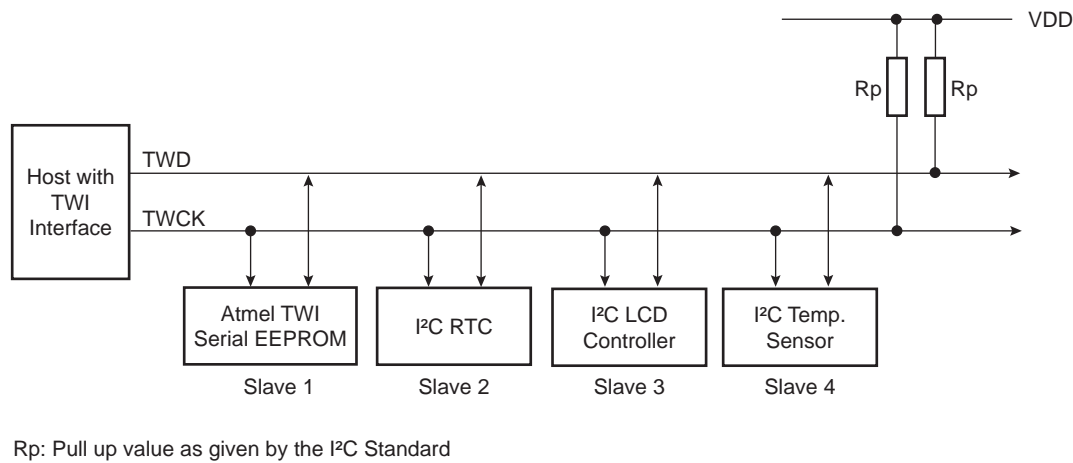 VDD
Rp
Rp
Host with
TWI
Interface
TWD
TWCK
Atmel TWI
Serial EEPROM
I²C RTC
I²C LCD
Controller
I²C Temp.
Sensor
Slave 1
Slave 2
Slave 3
Slave 4
Rp: Pull up value as given by the I²C Standard